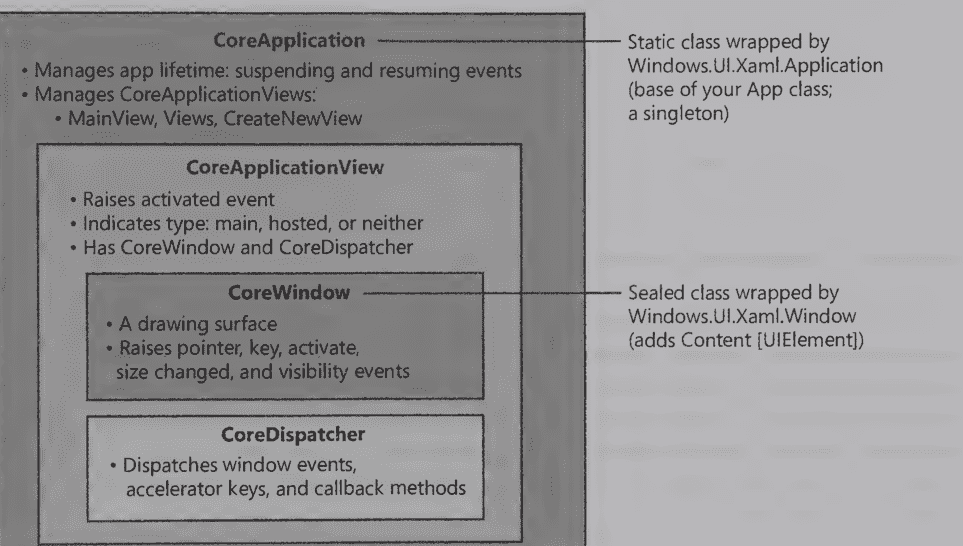 CoreApplication
• Manages app lifetime: suspending and resuming events
• Manages CoreApplicationViews:
• MainView, Views, CreateNewView
Static class wrapped by
Windows.UI.Xaml.Application
(base of your App class;
a singleton)
CoreApplicationView
• Raises activated event
• Indicates type: main, hosted, or neither
• Has CoreWindow and CoreDispatcher
CoreWindow
• A drawing surface
• Raises pointer, key, activate,
size changed, and visibility events
Sealed class wrapped by
Windows.UI.Xaml.Window
(adds Content [UIElement])
CoreDispatcher
• Dispatches window events,
accelerator keys, and callback methods